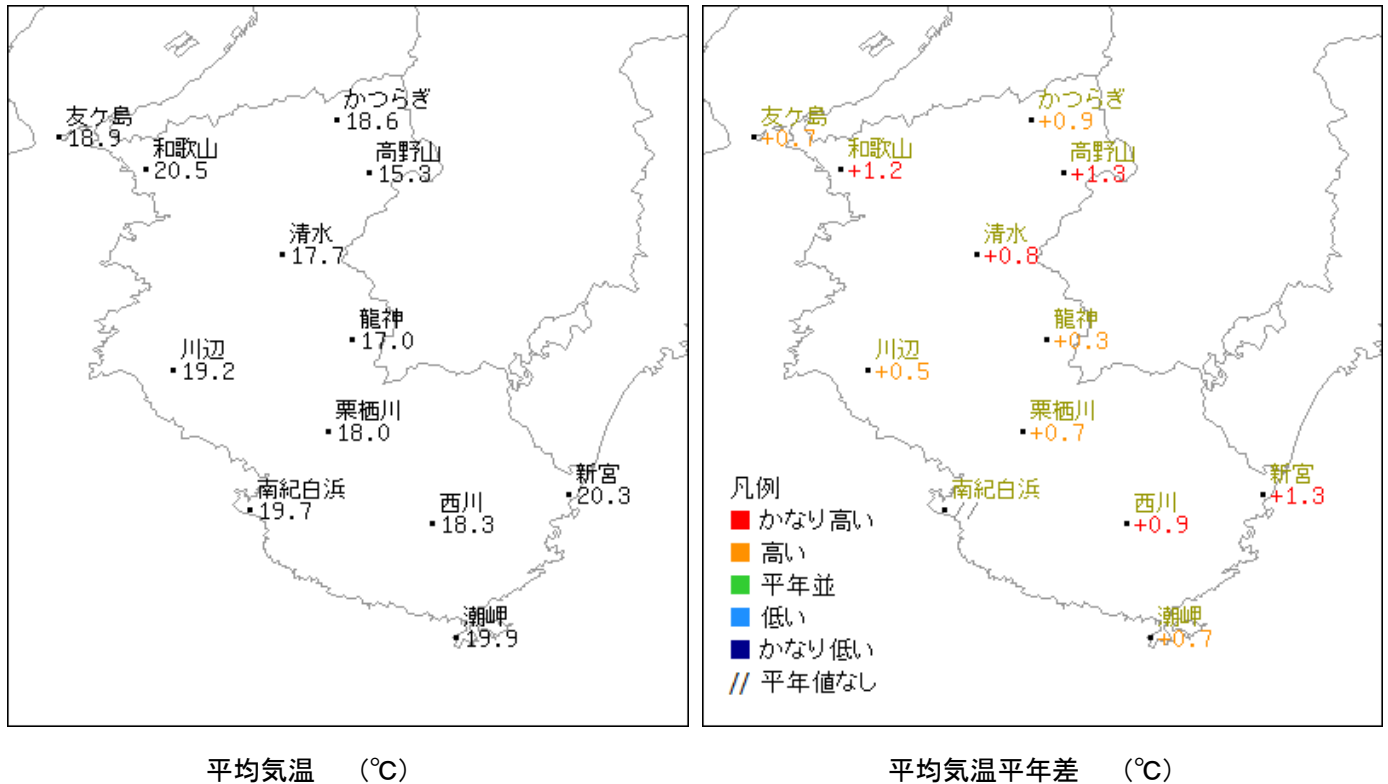 友ケ島
18.9
和歌山
20.5
かつらぎ
18.6
高野山
15.3
清水
17.7
龍神
17.0
川辺
19.2
栗栖川
18.0
南紀白浜
19.7
西川
18.3
新宮
20.3
潮岬
19.9
平均気温 (℃)
友ケ島
+0.7
和歌山
+1.2
かつらぎ
+0.9
高野山
+1.3
清水
+0.8
龍神
+0.3
川辺
+0.5
栗栖川
+0.7
南紀白浜
//
西川
+0.9
新宮
+1.3
潮岬
+0.7
凡例
かなり高い
高い
平年並
低い
かなり低い
// 平年値なし
平均気温平年差 (℃)